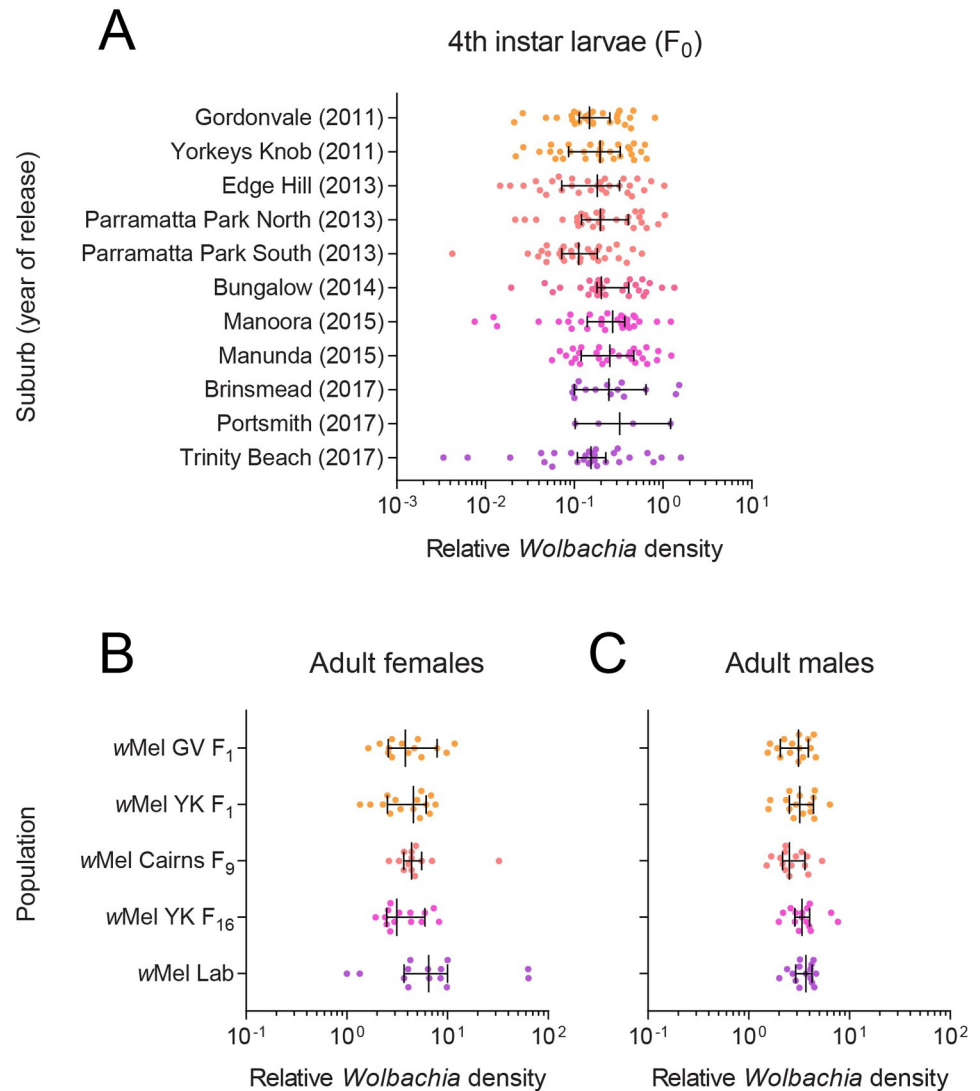 A
4th instar larvae (F0)
Suburb (year of release)
Gordonvale (2011)
Yorkeys Knob (2011)
Edge Hill (2013)
Parramatta Park North (2013)
Parramatta Park South (2013)
Bungalow (2014)
Manoora (2015)
Manunda (2015)
Brinsmead (2017)
Portsmith (2017)
Trinity Beach (2017)
10-3 10-2 10-1 100 101
Relative Wolbachia density
B
Adult females
Population
wMel GV F1
wMel YK F1
wMel Cairns F9
wMel YK F16
wMel Lab
10-1 100 101 102
Relative Wolbachia density
C
Adult males
10-1 100 101 102
Relative Wolbachia density